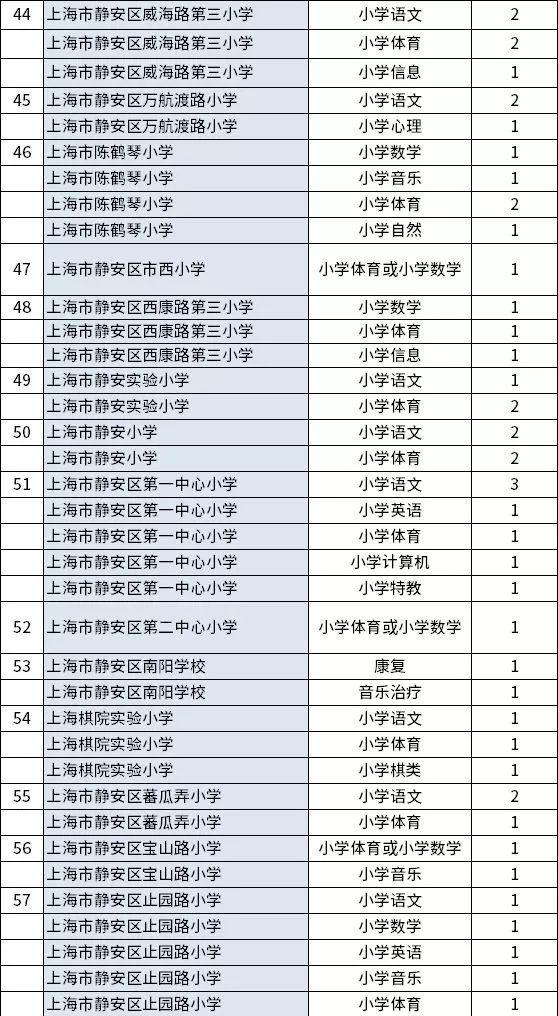 44 上海市静安区威海路第三小学 小学语文 2
上海市静安区威海路第三小学 小学体育 2
上海市静安区威海路第三小学 小学信息 1
45 上海市静安区万航渡路小学 小学语文 2
上海市静安区万航渡路小学 小学心理 1
46 上海市陈鹤琴小学 小学数学 1
上海市陈鹤琴小学 小学音乐 1
上海市陈鹤琴小学 小学体育 2
上海市陈鹤琴小学 小学自然 1
47 上海市静安区市西小学 小学体育或小学数学 1
48 上海市静安区西康路第三小学 小学数学 1
上海市静安区西康路第三小学 小学体育 1
上海市静安区西康路第三小学 小学信息 1
49 上海市静安实验小学 小学语文 1
上海市静安实验小学 小学体育 2
50 上海市静安小学 小学语文 2
上海市静安小学 小学体育 2
51 上海市静安区第一中心小学 小学语文 3
上海市静安区第一中心小学 小学英语 1
上海市静安区第一中心小学 小学体育 1
上海市静安区第一中心小学 小学计算机 1
上海市静安区第一中心小学 小学特教 1
52 上海市静安区第二中心小学 小学体育或小学数学 1
53 上海市静安区南阳学校 康复 1
上海市静安区南阳学校 音乐治疗 1
54 上海棋院实验小学 小学语文 1
上海棋院实验小学 小学体育 1
上海棋院实验小学 小学棋类 1
55 上海市静安区蕃瓜弄小学 小学语文 2
上海市静安区蕃瓜弄小学 小学体育 1
56 上海市静安区宝山路小学 小学体育或小学数学 1
上海市静安区宝山路小学 小学音乐 1
57 上海市静安区止园路小学 小学语文 1
上海市静安区止园路小学 小学数学 1
上海市静安区止园路小学 小学英语 1
上海市静安区止园路小学 小学音乐 1
上海市静安区止园路小学 小学体育 1